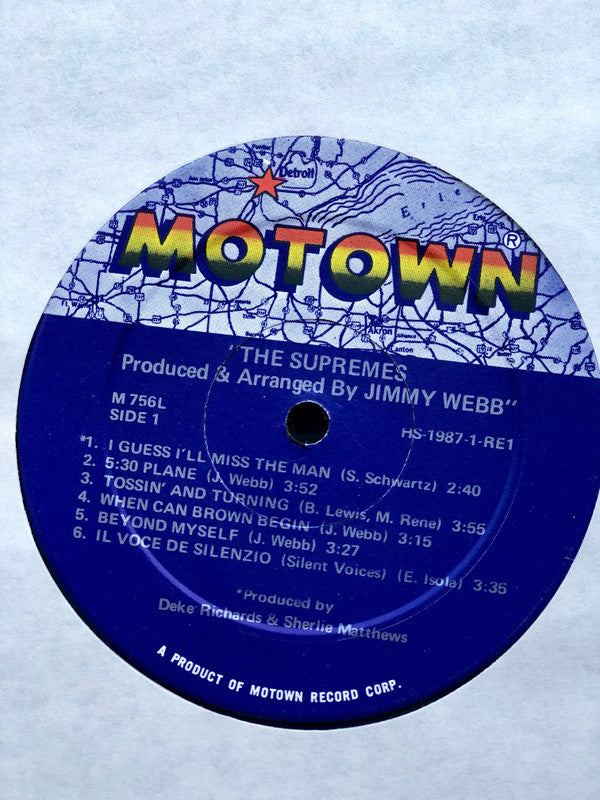 Detroit
Erie
MOTOWN®
Akron
Canton
"THE SUPREMES
Produced & Arranged By JIMMY WEBB"
M 756L
SIDE 1
HS-1987-1-RE1
*1. I GUESS I'LL MISS THE MAN (S. Schwartz) 2:40
2. 5:30 PLANE (J. Webb) 3:52
3. TOSSIN' AND TURNING (B. Lewis, M. Rene) 3:55
4. WHEN CAN BROWN BEGIN (J. Webb) 3:15
5. BEYOND MYSELF (J. Webb) 3:27
6. IL VOCE DE SILENZIO (Silent Voices) (E. Isola) 3:35
*Produced by
Deke Richards & Sherlie Matthews
A PRODUCT OF MOTOWN RECORD CORP.